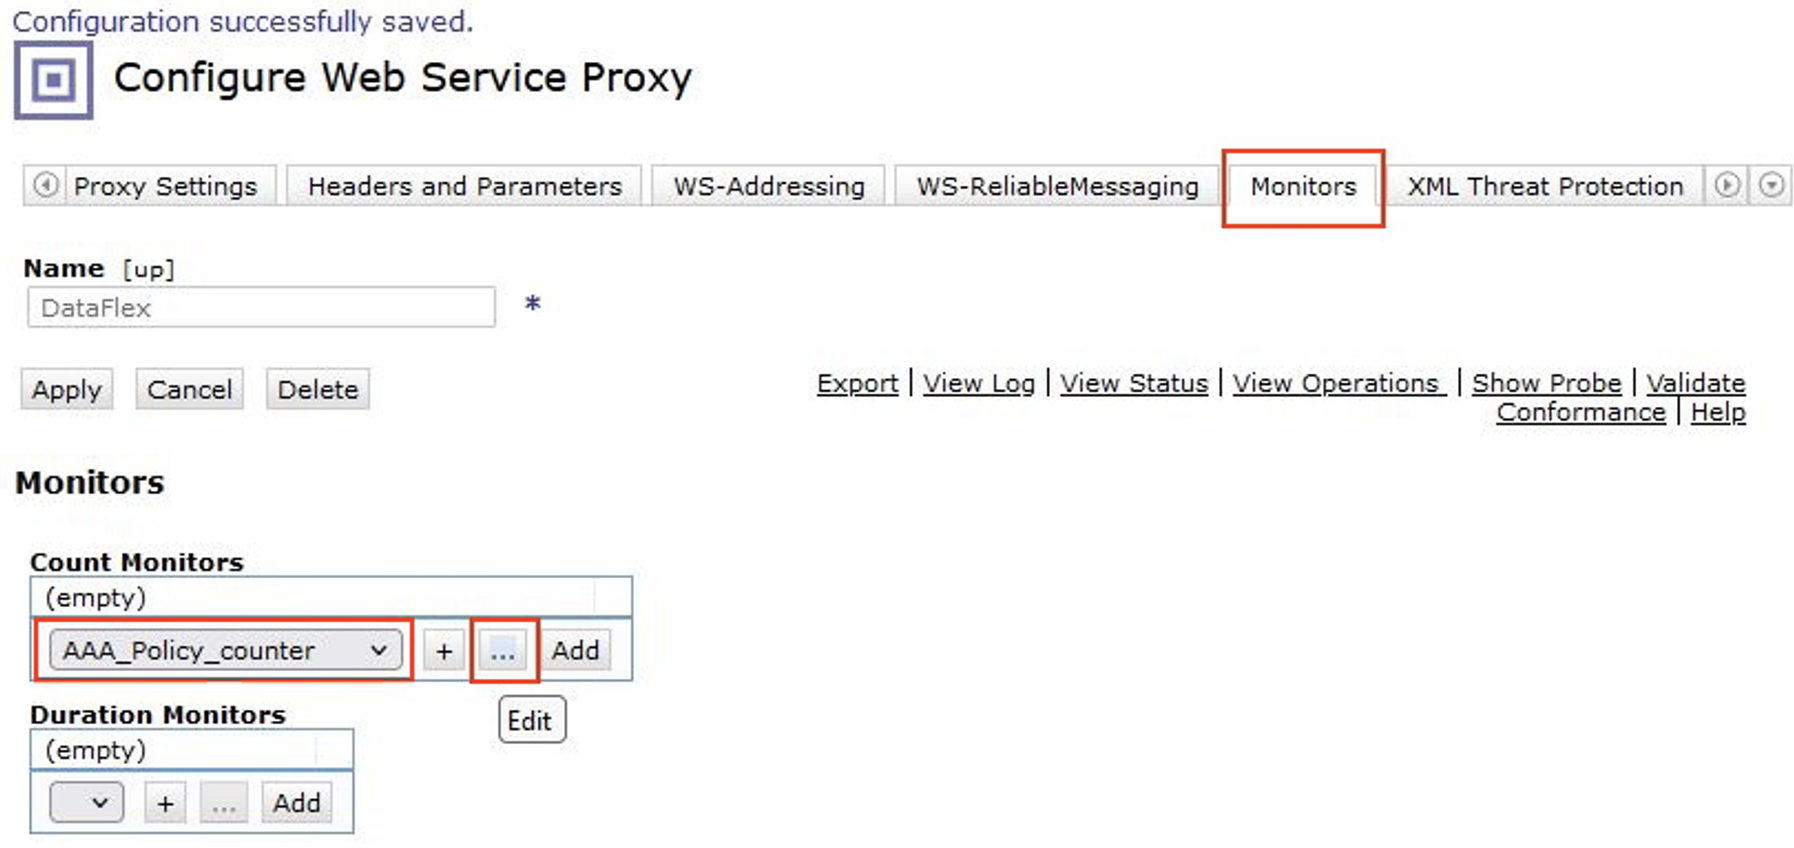 Configuration successfully saved.
Configure Web Service Proxy
Proxy Settings Headers and Parameters WS-Addressing WS-ReliableMessaging Monitors XML Threat Protection
Name [up]
DataFlex *
Apply Cancel Delete
Export | View Log | View Status | View Operations | Show Probe | Validate
Conformance | Help
Monitors
Count Monitors
(empty)
AAA_Policy_counter + ... Add
Duration Monitors
Edit
(empty)
+ ... Add